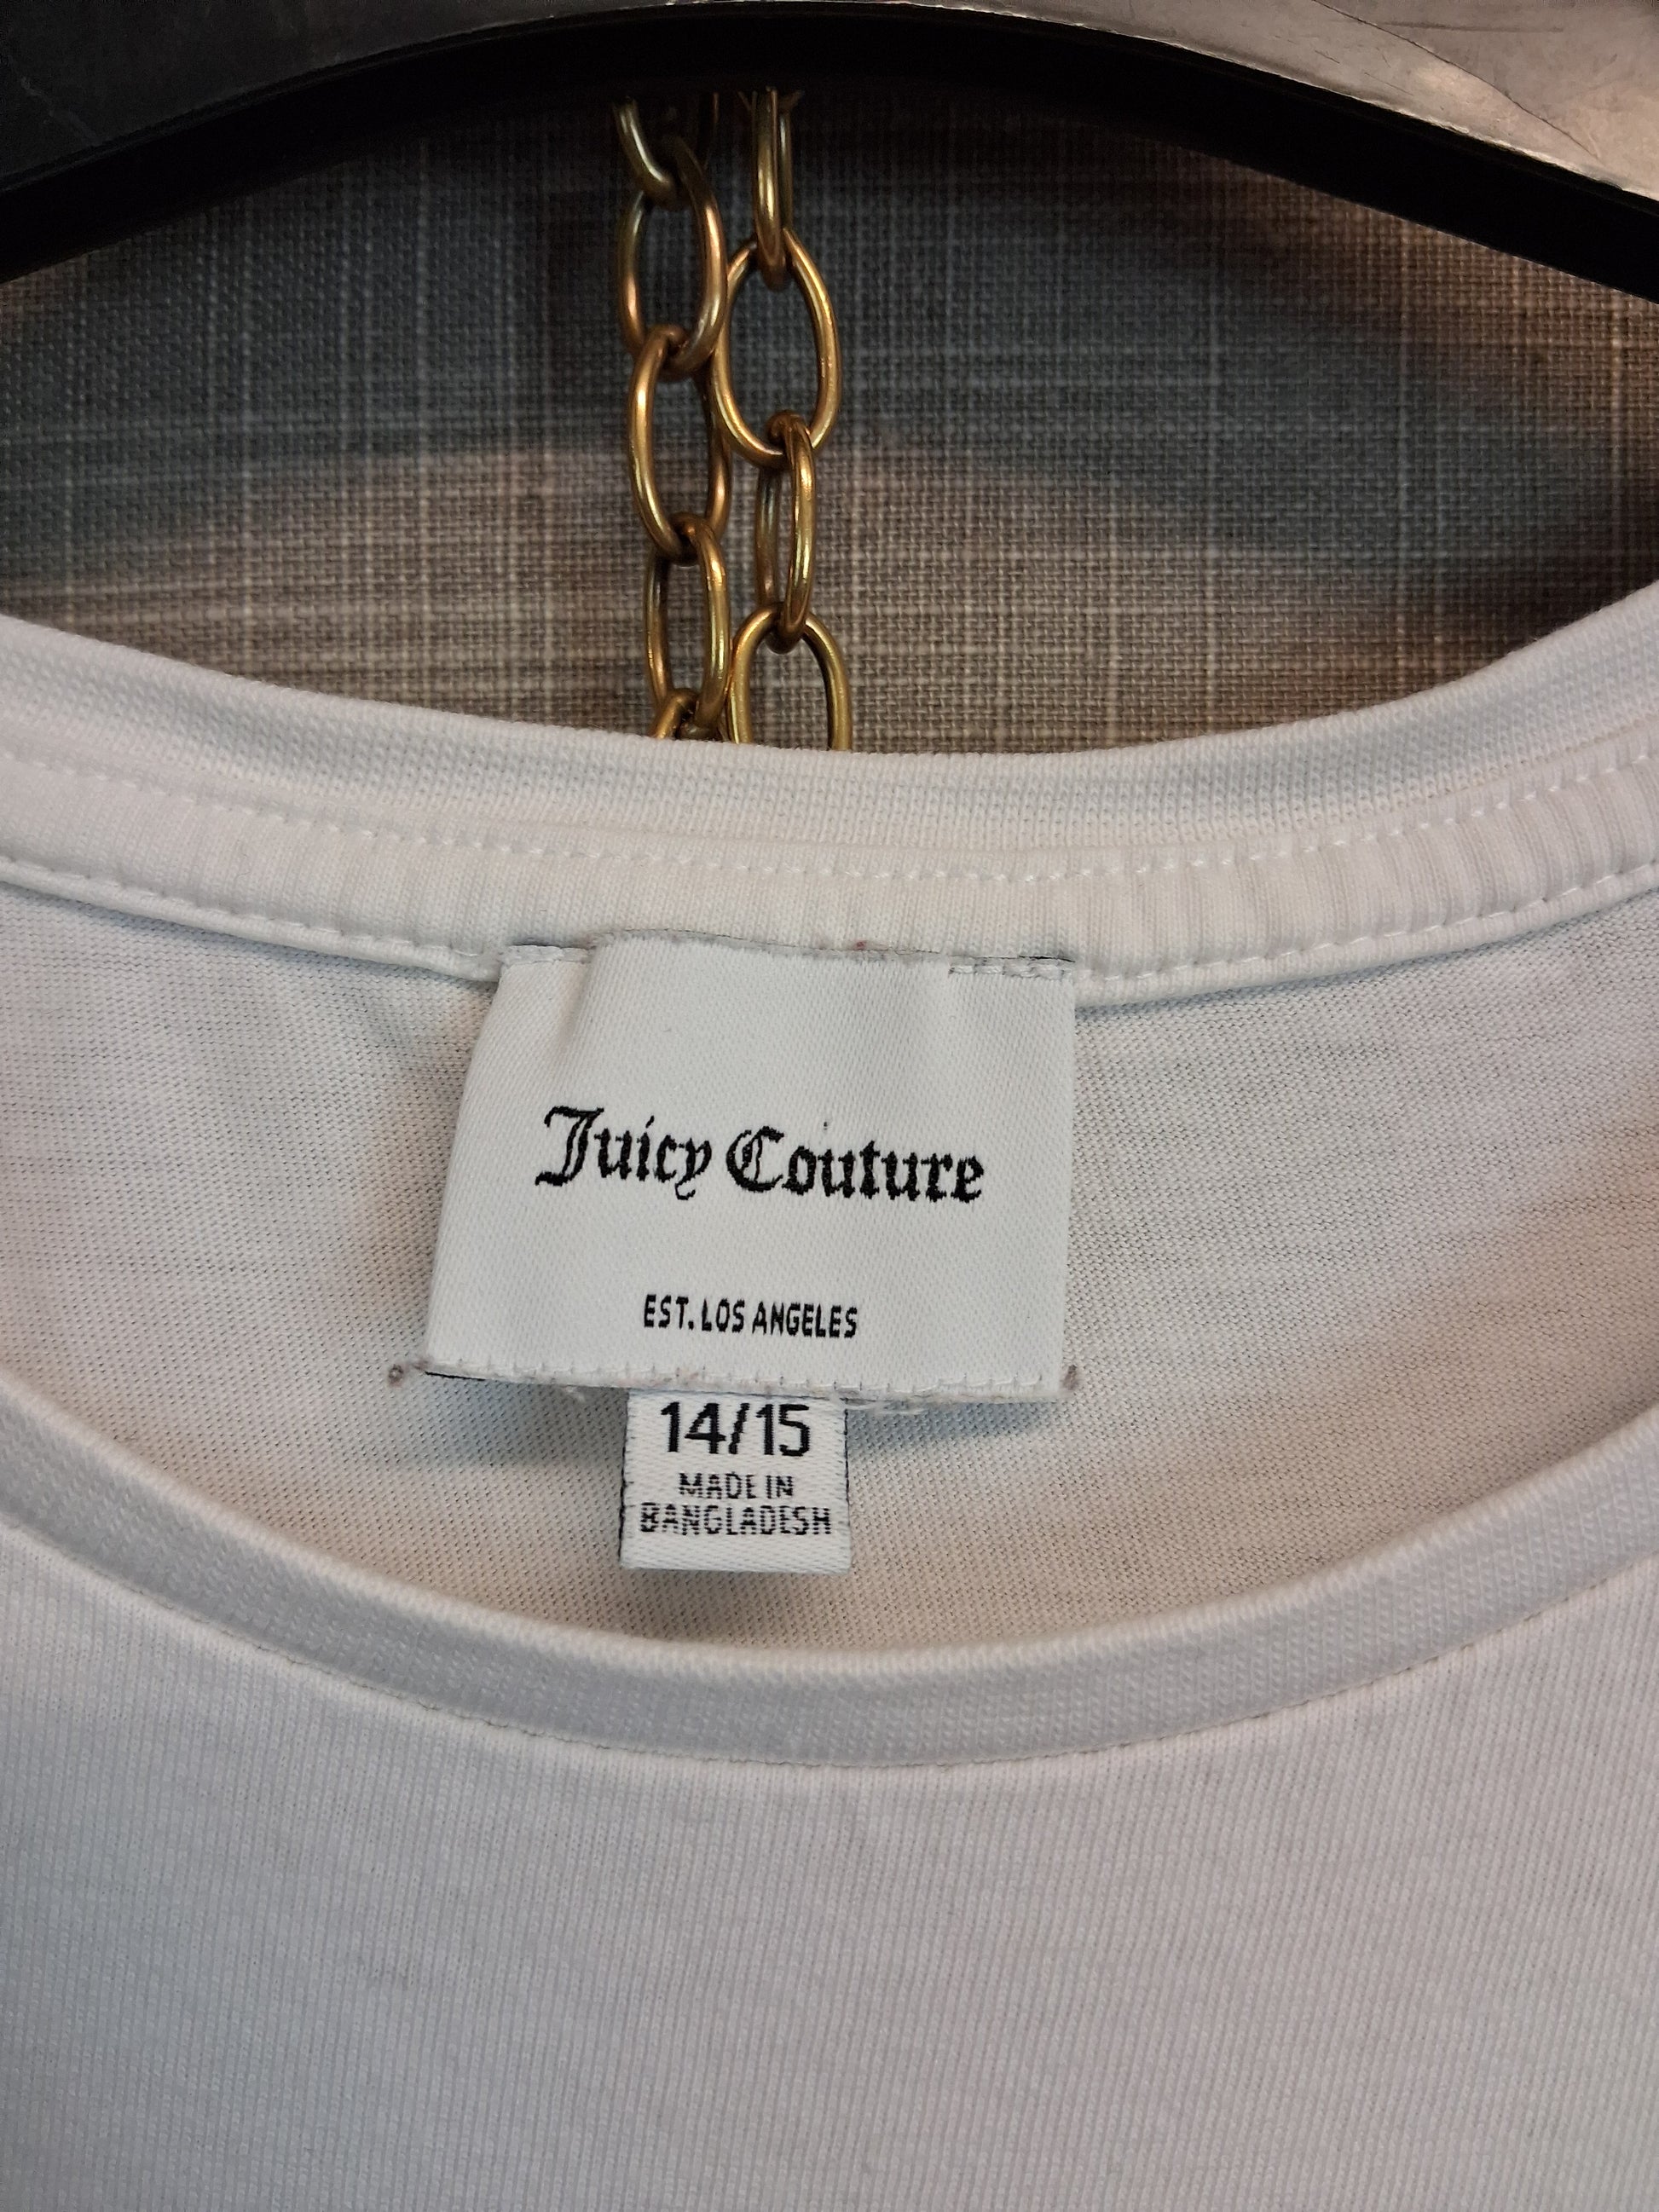 Juicy Couture
EST. LOS ANGELES
14/15
MADE IN
BANGLADESH